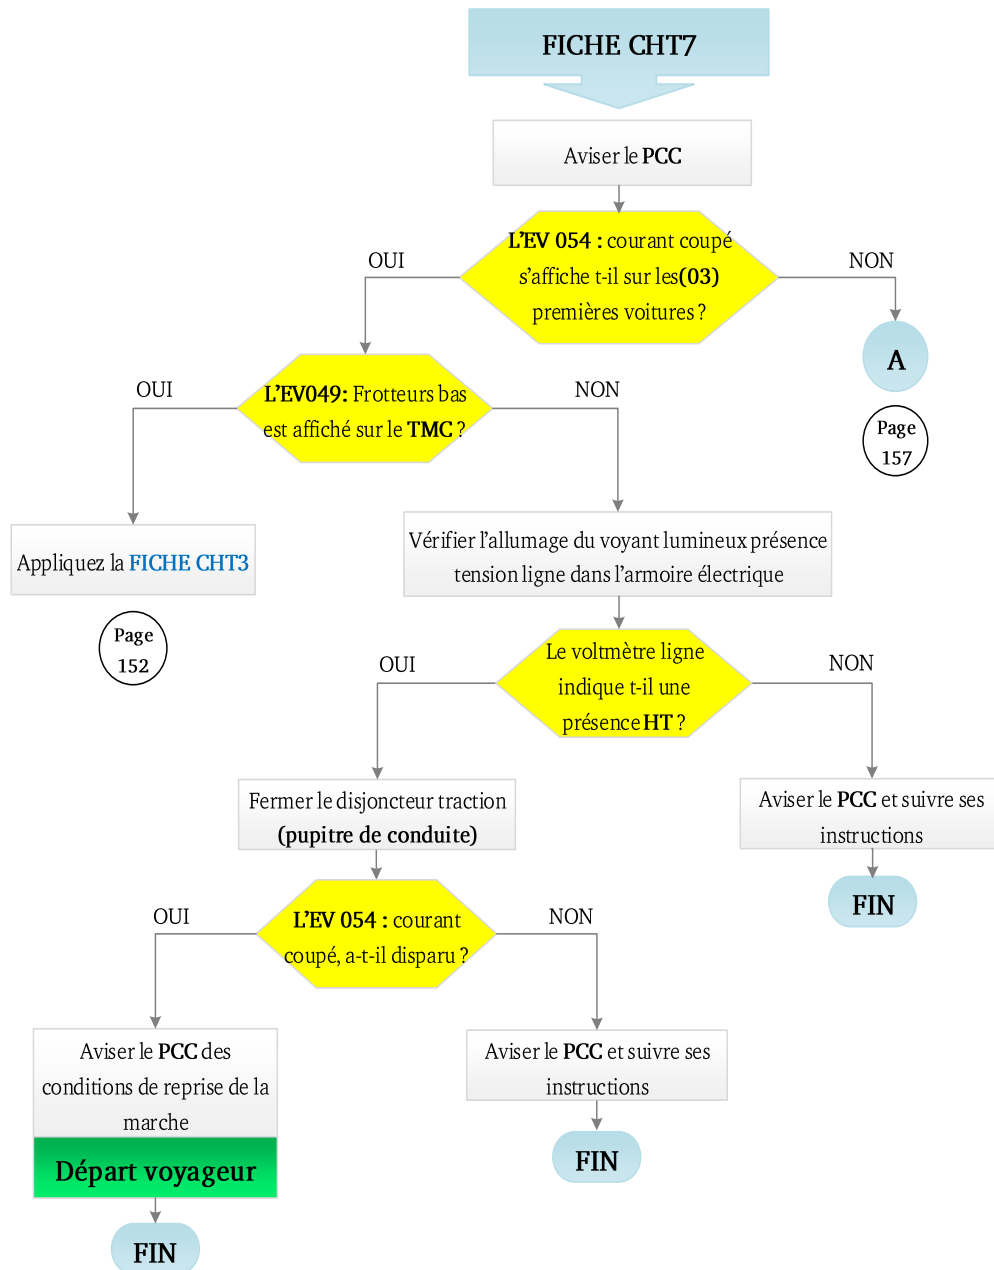 FICHE CHT7
Aviser le PCC
L'EV 054 : courant coupé
s'affiche t-il sur les(03)
premières voitures ?
OUI
NON
A
Page
157
L'EV049: Frotteurs bas
est affiché sur le TMC ?
OUI
NON
Appliquez la FICHE CHT3
Page
152
Vérifier l'allumage du voyant lumineux présence
tension ligne dans l'armoire électrique
Le voltmètre ligne
indique t-il une
présence HT ?
OUI
NON
Fermer le disjoncteur traction
(pupitre de conduite)
Aviser le PCC et suivre ses
instructions
FIN
L'EV 054 : courant
coupé, a-t-il disparu ?
OUI
NON
Aviser le PCC des
conditions de reprise de la
marche
Départ voyageur
FIN
Aviser le PCC et suivre ses
instructions
FIN